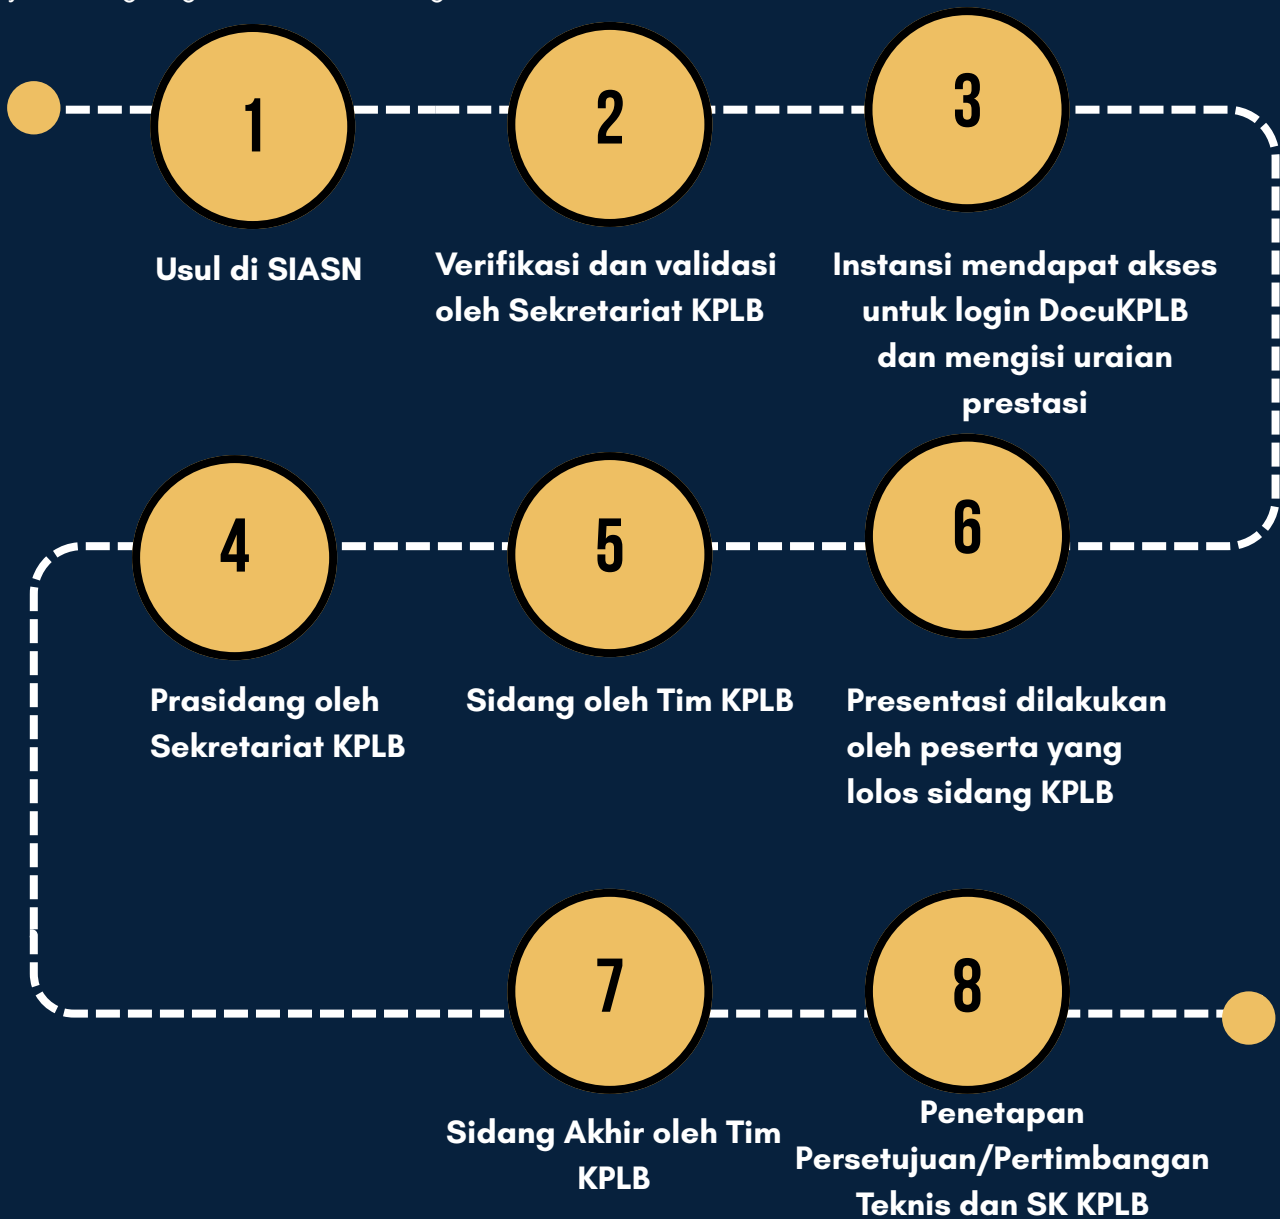 1
Usul di SIASN
2
Verifikasi dan validasi
oleh Sekretariat KPLB
3
Instansi mendapat akses
untuk login DocuKPLB
dan mengisi uraian
prestasi
4
Prasidang oleh
Sekretariat KPLB
5
Sidang oleh Tim KPLB
6
Presentasi dilakukan
oleh peserta yang
lolos sidang KPLB
7
Sidang Akhir oleh Tim
KPLB
8
Penetapan
Persetujuan/Pertimbangan
Teknis dan SK KPLB